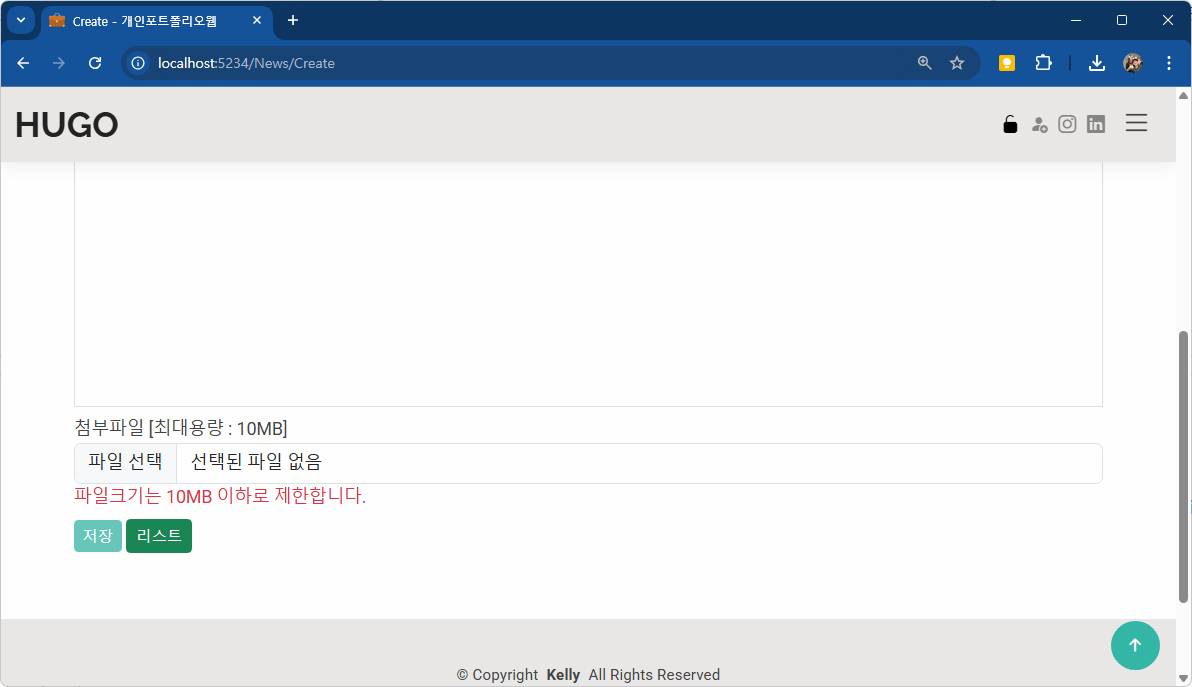 Create - 개인포트폴리오웹
localhost:5234/News/Create
HUGO
첨부파일 [최대용량 : 10MB]
파일 선택 선택된 파일 없음
파일크기는 10MB 이하로 제한합니다.
저장 리스트
© Copyright Kelly All Rights Reserved